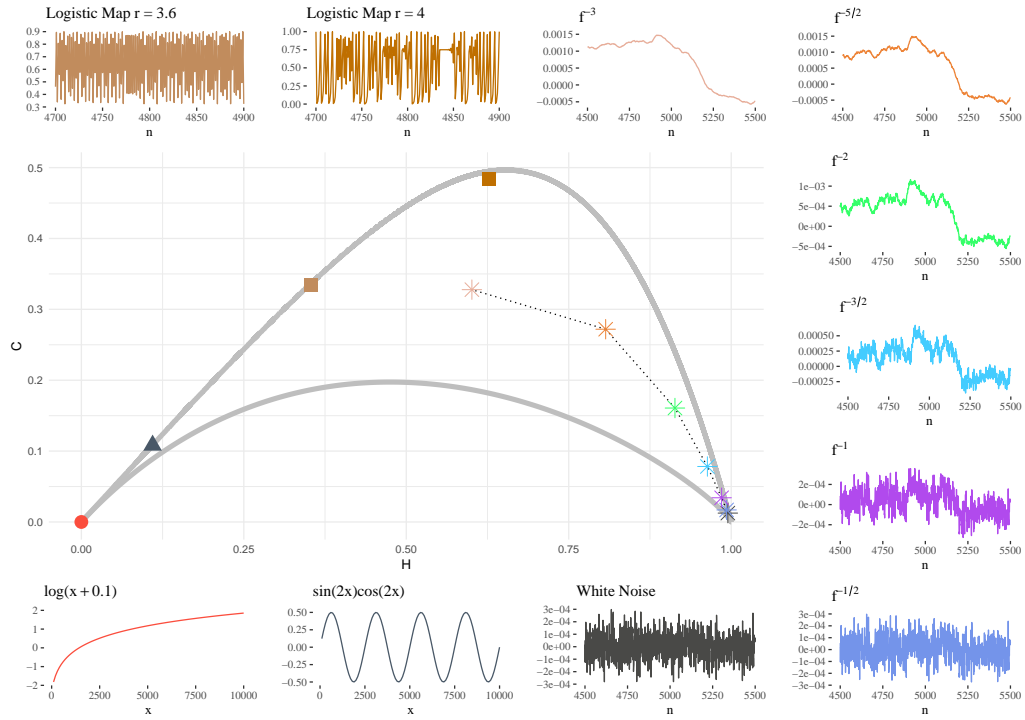 Logistic Map r = 3.6
0.9
0.8
0.7
0.6
0.5
0.4
0.3
4700 4750 4800 4850 4900
n
Logistic Map r = 4
1.00
0.75
0.50
0.25
0.00
4700 4750 4800 4850 4900
n
f⁻³
0.0015
0.0010
0.0005
0.0000
−0.0005
4500 4750 5000 5250 5500
n
f⁻⁵/²
0.0015
0.0010
0.0005
0.0000
−0.0005
4500 4750 5000 5250 5500
n
C
0.5
0.4
0.3
0.2
0.1
0.0
0.00 0.25 0.50 0.75 1.00
H
f⁻²
1e−03
5e−04
0e+00
−5e−04
4500 4750 5000 5250 5500
n
f⁻³/²
0.00050
0.00025
0.00000
−0.00025
4500 4750 5000 5250 5500
n
f⁻¹
2e−04
0e+00
−2e−04
4500 4750 5000 5250 5500
n
log(x + 0.1)
2
1
0
−1
−2
0 2500 5000 7500 10000
x
sin(2x)cos(2x)
0.50
0.25
0.00
−0.25
−0.50
0 2500 5000 7500 10000
x
White Noise
3e−04
2e−04
1e−04
0e+00
−1e−04
−2e−04
−3e−04
4500 4750 5000 5250 5500
n
f⁻¹/²
3e−04
2e−04
1e−04
0e+00
−1e−04
−2e−04
−3e−04
4500 4750 5000 5250 5500
n